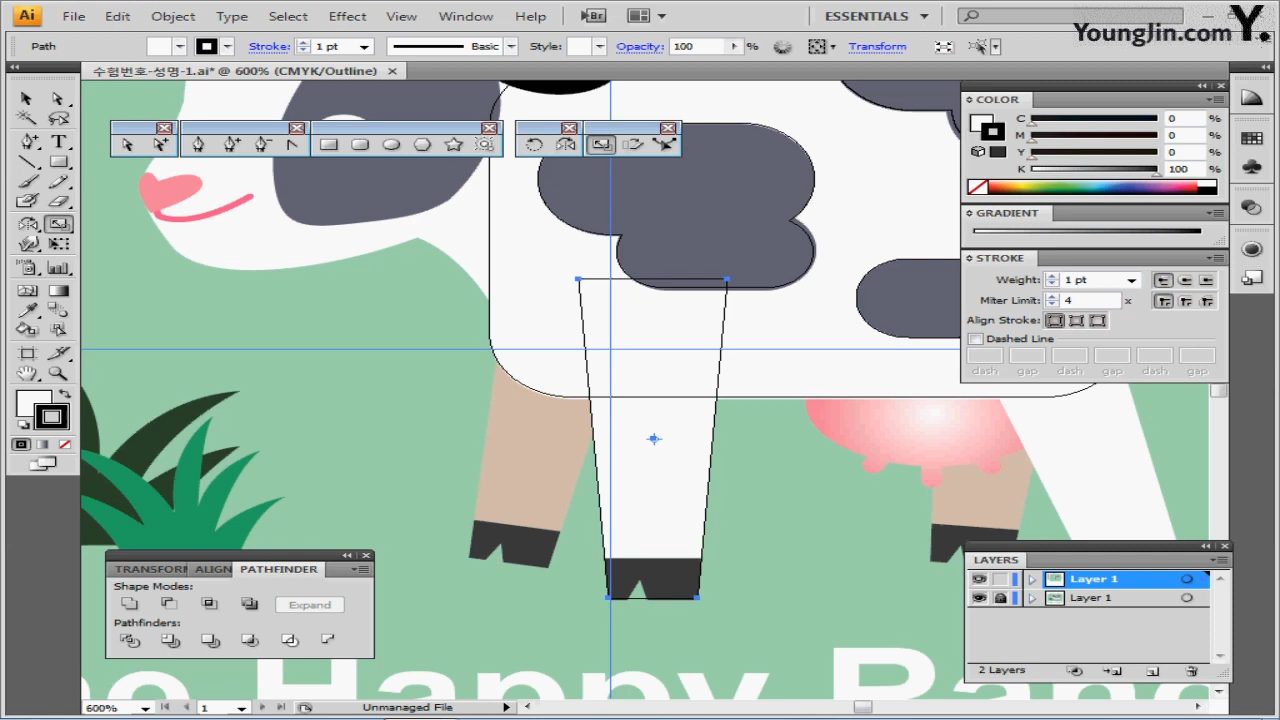 Ai File Edit Object Type Select Effect View Window Help Br ESSENTIALS
YoungJin.com Y.
Path Stroke: 1 pt Basic Style: Opacity: 100 % Transform
수험번호-성명-1.ai* @ 600% (CMYK/Outline)
COLOR
C 0 %
M 0 %
Y 0 %
K 100 %
GRADIENT
STROKE
Weight: 1 pt
Miter Limit: 4 x
Align Stroke:
Dashed Line
dash gap dash gap dash gap
TRANSFORM ALIGN PATHFINDER
Shape Modes:
Expand
Pathfinders:
LAYERS
Layer 1
Layer 1
2 Layers
Happy
600% 1 Unmanaged File